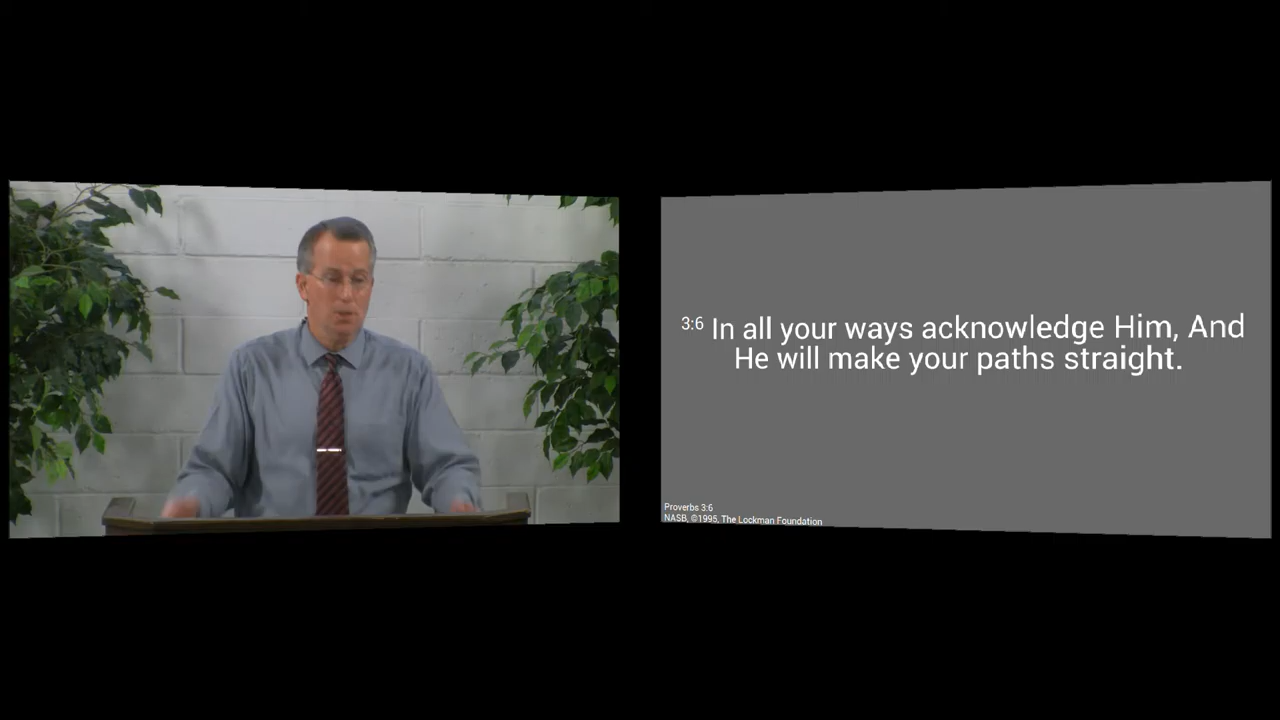 3:6 In all your ways acknowledge Him, And
He will make your paths straight.
Proverbs 3:6
NASB, ©1995, The Lockman Foundation